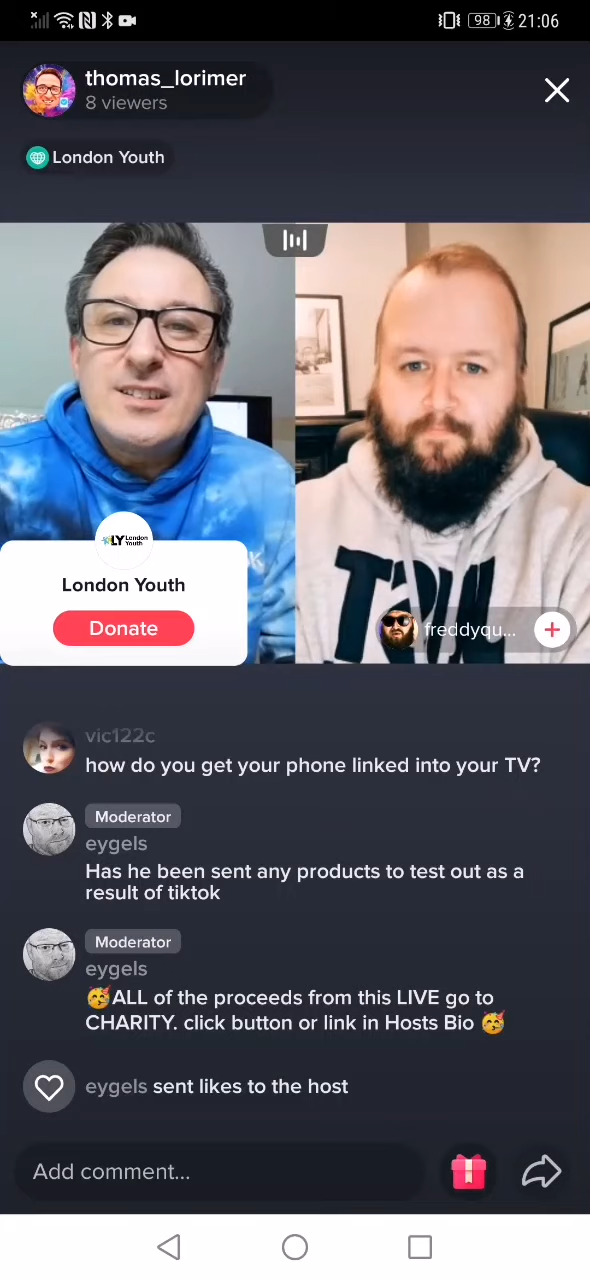 98 21:06
thomas_lorimer
8 viewers
London Youth
LY London
Youth
London Youth
Donate
freddyqu...
vic122c
how do you get your phone linked into your TV?
Moderator
eygels
Has he been sent any products to test out as a
result of tiktok
Moderator
eygels
🥳ALL of the proceeds from this LIVE go to
CHARITY. click button or link in Hosts Bio 🥳
eygels sent likes to the host
Add comment...